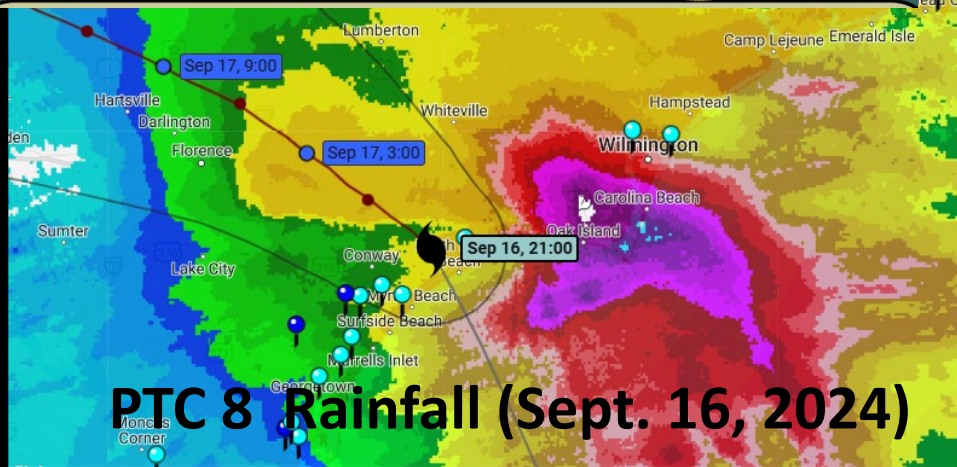 Lumberton
Camp Lejeune
Emerald Isle
Sep 17, 9:00
Hartsville
Whiteville
Hampstead
Darlington
Florence
Sep 17, 3:00
Wilmington
Carolina Beach
Sumter
Oak Island
Sep 16, 21:00
Conway
Lake City
Beach
Surfside Beach
Murrells Inlet
Georgetown
PTC 8 Rainfall (Sept. 16, 2024)
Moncks
Corner